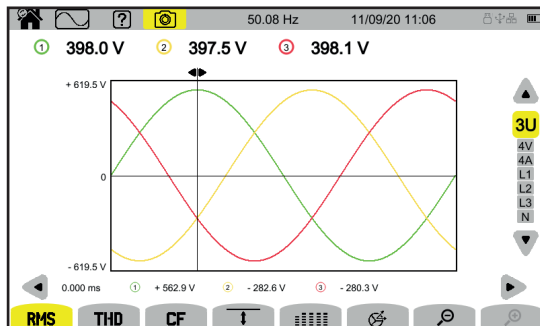 ? 50.08 Hz 11/09/20 11:06
1 398.0 V 2 397.5 V 3 398.1 V
+ 619.5 V
0
- 619.5 V
3U
4V
4A
L1
L2
L3
N
0.000 ms 1 + 562.9 V 2 - 282.6 V 3 - 280.3 V
RMS THD CF